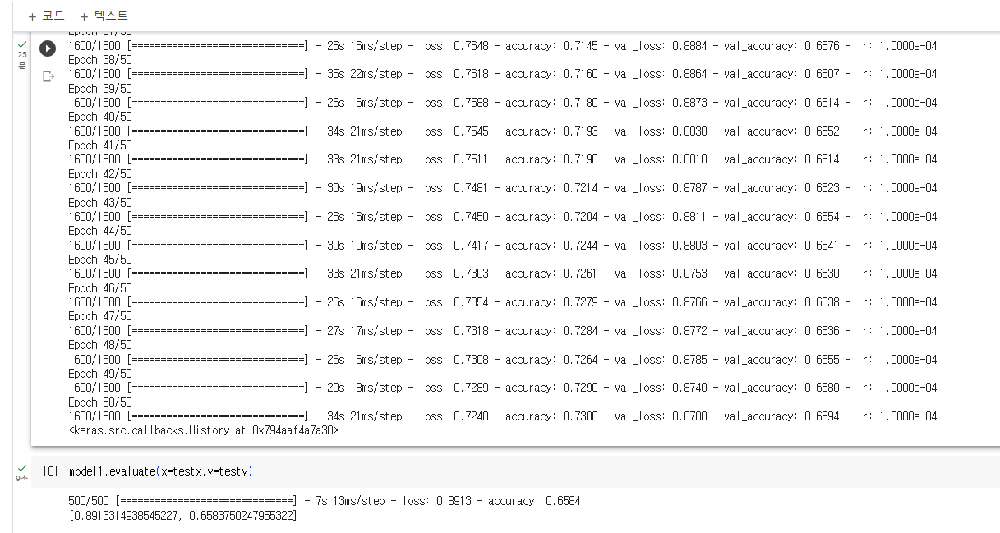 + 코드 + 텍스트
Epoch 37/50
25분
1600/1600 [==============================] - 26s 16ms/step - loss: 0.7648 - accuracy: 0.7145 - val_loss: 0.8884 - val_accuracy: 0.6576 - lr: 1.0000e-04
Epoch 38/50
1600/1600 [==============================] - 35s 22ms/step - loss: 0.7618 - accuracy: 0.7160 - val_loss: 0.8864 - val_accuracy: 0.6607 - lr: 1.0000e-04
Epoch 39/50
1600/1600 [==============================] - 26s 16ms/step - loss: 0.7588 - accuracy: 0.7180 - val_loss: 0.8873 - val_accuracy: 0.6614 - lr: 1.0000e-04
Epoch 40/50
1600/1600 [==============================] - 34s 21ms/step - loss: 0.7545 - accuracy: 0.7193 - val_loss: 0.8830 - val_accuracy: 0.6652 - lr: 1.0000e-04
Epoch 41/50
1600/1600 [==============================] - 33s 21ms/step - loss: 0.7511 - accuracy: 0.7198 - val_loss: 0.8818 - val_accuracy: 0.6614 - lr: 1.0000e-04
Epoch 42/50
1600/1600 [==============================] - 30s 19ms/step - loss: 0.7481 - accuracy: 0.7214 - val_loss: 0.8787 - val_accuracy: 0.6623 - lr: 1.0000e-04
Epoch 43/50
1600/1600 [==============================] - 26s 16ms/step - loss: 0.7450 - accuracy: 0.7204 - val_loss: 0.8811 - val_accuracy: 0.6654 - lr: 1.0000e-04
Epoch 44/50
1600/1600 [==============================] - 30s 19ms/step - loss: 0.7417 - accuracy: 0.7244 - val_loss: 0.8803 - val_accuracy: 0.6641 - lr: 1.0000e-04
Epoch 45/50
1600/1600 [==============================] - 33s 21ms/step - loss: 0.7383 - accuracy: 0.7261 - val_loss: 0.8753 - val_accuracy: 0.6638 - lr: 1.0000e-04
Epoch 46/50
1600/1600 [==============================] - 26s 16ms/step - loss: 0.7354 - accuracy: 0.7279 - val_loss: 0.8766 - val_accuracy: 0.6638 - lr: 1.0000e-04
Epoch 47/50
1600/1600 [==============================] - 27s 17ms/step - loss: 0.7318 - accuracy: 0.7284 - val_loss: 0.8772 - val_accuracy: 0.6636 - lr: 1.0000e-04
Epoch 48/50
1600/1600 [==============================] - 26s 16ms/step - loss: 0.7308 - accuracy: 0.7264 - val_loss: 0.8785 - val_accuracy: 0.6655 - lr: 1.0000e-04
Epoch 49/50
1600/1600 [==============================] - 29s 18ms/step - loss: 0.7289 - accuracy: 0.7290 - val_loss: 0.8740 - val_accuracy: 0.6680 - lr: 1.0000e-04
Epoch 50/50
1600/1600 [==============================] - 34s 21ms/step - loss: 0.7248 - accuracy: 0.7308 - val_loss: 0.8708 - val_accuracy: 0.6694 - lr: 1.0000e-04
<keras.src.callbacks.History at 0x794aaf4a7a30>
9초 [18] model1.evaluate(x=testx,y=testy)
500/500 [==============================] - 7s 13ms/step - loss: 0.8913 - accuracy: 0.6584
[0.8913314938545227, 0.6583750247955322]